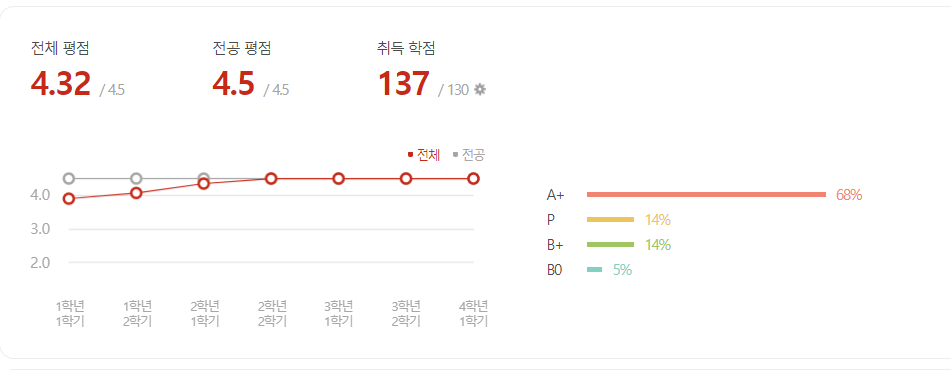 전체 평점
4.32 / 4.5
전공 평점
4.5 / 4.5
취득 학점
137 / 130
전체 전공
4.0
3.0
2.0
1학년 1학년 2학년 2학년 3학년 3학년 4학년
1학기 2학기 1학기 2학기 1학기 2학기 1학기
A+ 68%
P 14%
B+ 14%
B0 5%